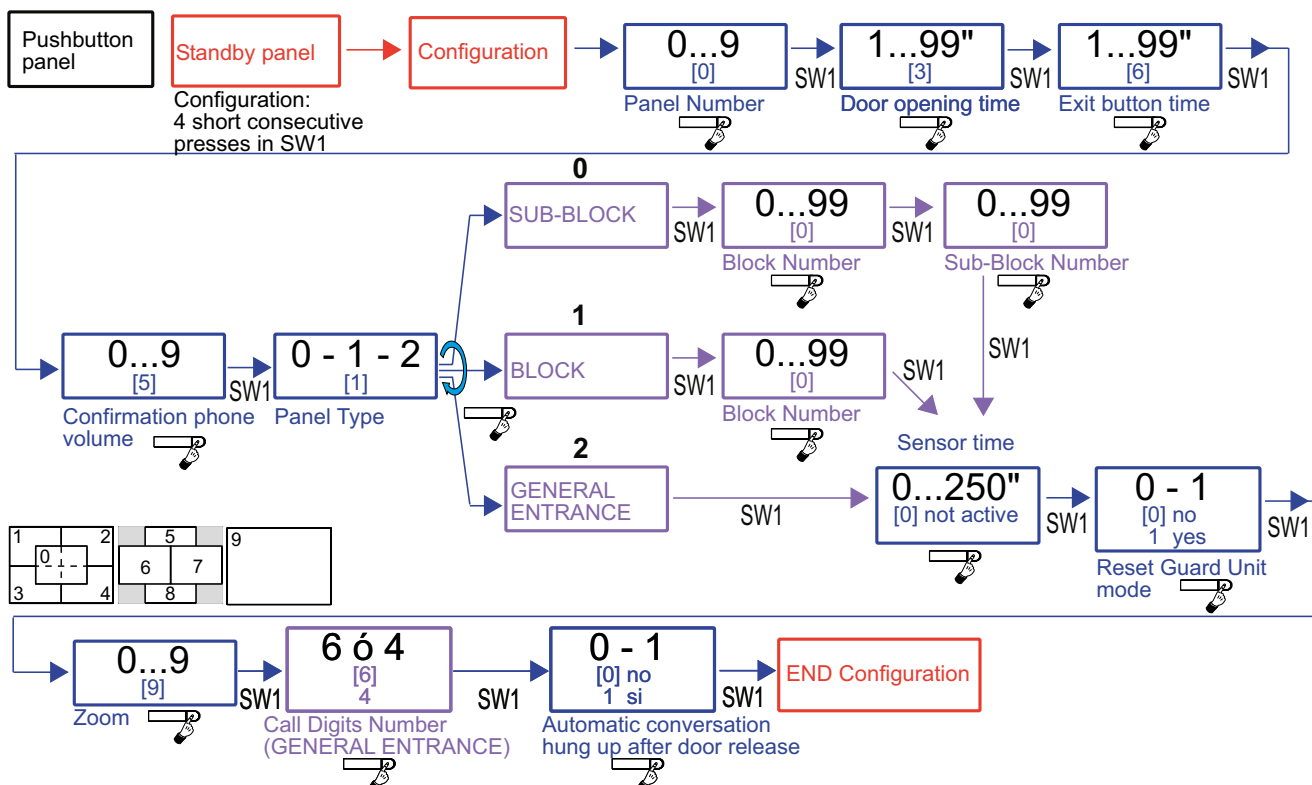 Pushbutton
panel
Standby panel
Configuration:
4 short consecutive
presses in SW1
Configuration
0...9
[0]
Panel Number
SW1
1...99"
[3]
Door opening time
SW1
1...99"
[6]
Exit button time
SW1
0...9
[5]
Confirmation phone
volume
SW1
0 - 1 - 2
[1]
Panel Type
0
SUB-BLOCK
SW1
0...99
[0]
Block Number
SW1
0...99
[0]
Sub-Block Number
SW1
1
BLOCK
SW1
0...99
[0]
Block Number
SW1
2
GENERAL
ENTRANCE
SW1
Sensor time
0...250"
[0] not active
SW1
0 - 1
[0] no
1 yes
Reset Guard Unit
mode
SW1
1 2
0
3 4
5
6 7
8
9
0...9
[9]
Zoom
SW1
6 ó 4
[6]
4
Call Digits Number
(GENERAL ENTRANCE)
SW1
0 - 1
[0] no
1 si
Automatic conversation
hung up after door release
SW1
END Configuration